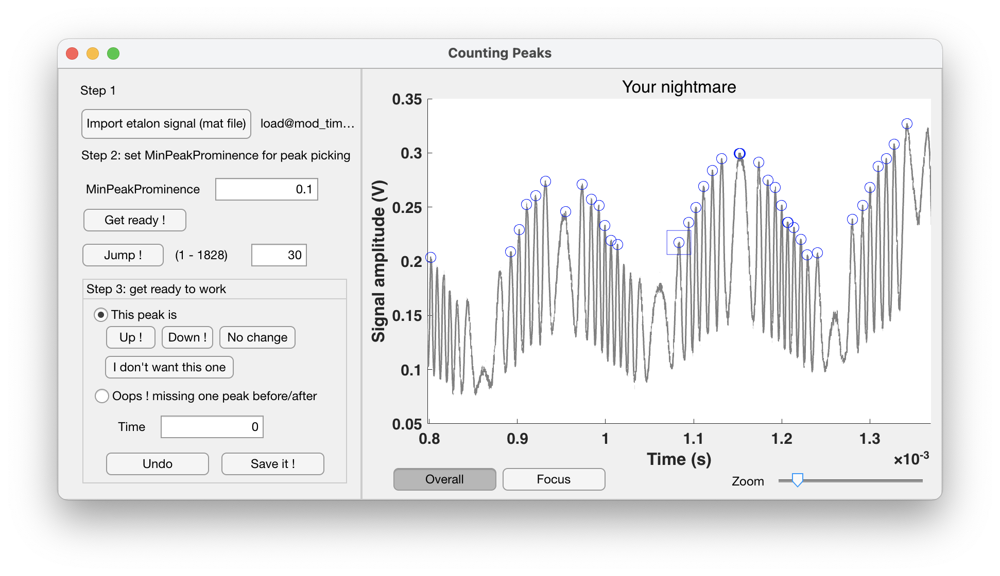 Counting Peaks
Step 1
Import etalon signal (mat file)
load@mod_tim...
Step 2: set MinPeakProminence for peak picking
MinPeakProminence
0.1
Get ready !
Jump !
(1 - 1828)
30
Step 3: get ready to work
This peak is
Up !
Down !
No change
I don't want this one
Oops ! missing one peak before/after
Time
0
Undo
Save it !
Your nightmare
Signal amplitude (V)
0.35
0.3
0.25
0.2
0.15
0.1
0.05
0.8
0.9
1
1.1
1.2
1.3
Time (s)
×10-3
Overall
Focus
Zoom